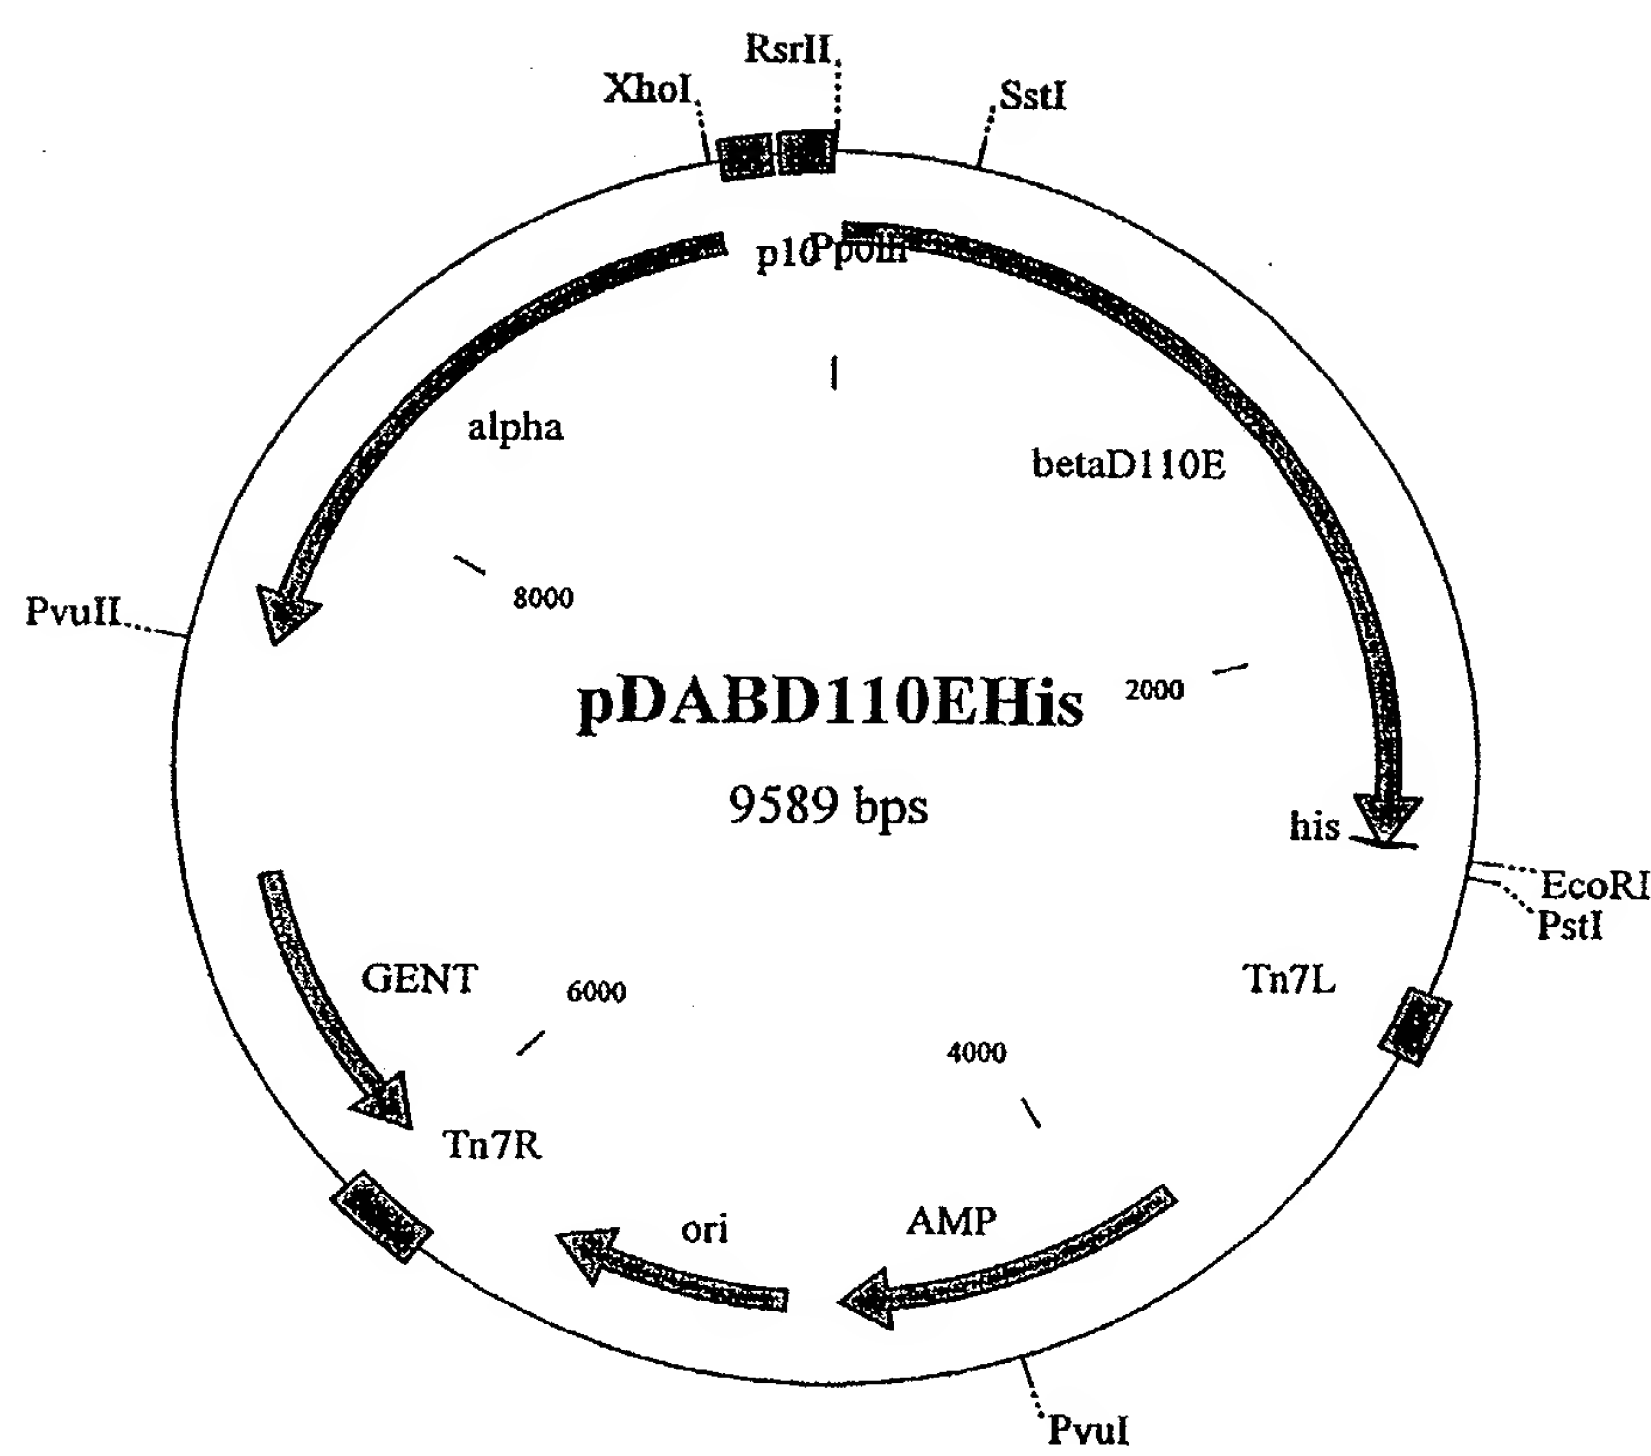 RsrII
XhoI
SstI
p10
PpolH
alpha
betaD110E
PvuII
8000
pDABD110EHis
2000
9589 bps
his
EcoRI
PstI
GENT
6000
Tn7L
4000
Tn7R
ori
AMP
PvuI